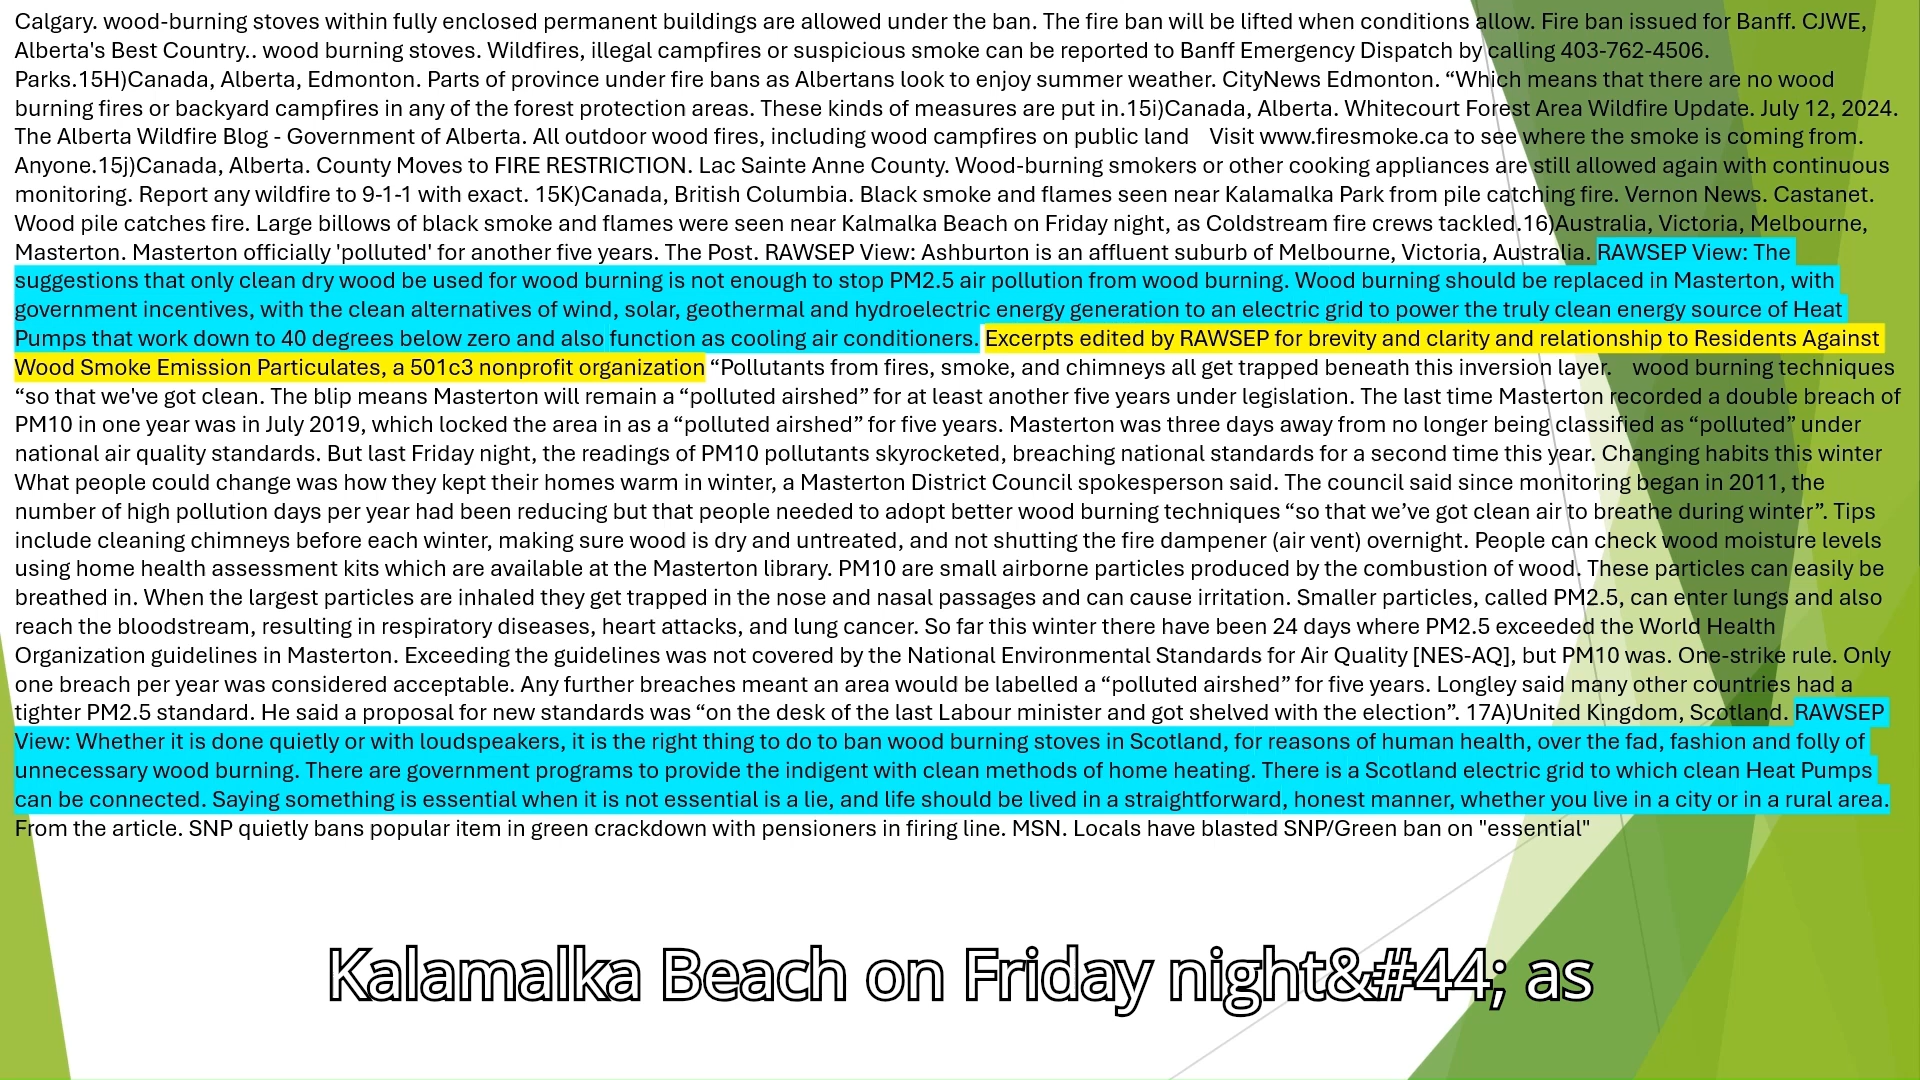 Calgary. wood-burning stoves within fully enclosed permanent buildings are allowed under the ban. The fire ban will be lifted when conditions allow. Fire ban issued for Banff. CJWE,
Alberta's Best Country.. wood burning stoves. Wildfires, illegal campfires or suspicious smoke can be reported to Banff Emergency Dispatch by calling 403-762-4506.
Parks.15H)Canada, Alberta, Edmonton. Parts of province under fire bans as Albertans look to enjoy summer weather. CityNews Edmonton. “Which means that there are no wood
burning fires or backyard campfires in any of the forest protection areas. These kinds of measures are put in.15i)Canada, Alberta. Whitecourt Forest Area Wildfire Update. July 12, 2024.
The Alberta Wildfire Blog - Government of Alberta. All outdoor wood fires, including wood campfires on public land   Visit www.firesmoke.ca to see where the smoke is coming from.
Anyone.15j)Canada, Alberta. County Moves to FIRE RESTRICTION. Lac Sainte Anne County. Wood-burning smokers or other cooking appliances are still allowed again with continuous
monitoring. Report any wildfire to 9-1-1 with exact. 15K)Canada, British Columbia. Black smoke and flames seen near Kalamalka Park from pile catching fire. Vernon News. Castanet.
Wood pile catches fire. Large billows of black smoke and flames were seen near Kalmalka Beach on Friday night, as Coldstream fire crews tackled.16)Australia, Victoria, Melbourne,
Masterton. Masterton officially 'polluted' for another five years. The Post. RAWSEP View: Ashburton is an affluent suburb of Melbourne, Victoria, Australia. RAWSEP View: The
suggestions that only clean dry wood be used for wood burning is not enough to stop PM2.5 air pollution from wood burning. Wood burning should be replaced in Masterton, with
government incentives, with the clean alternatives of wind, solar, geothermal and hydroelectric energy generation to an electric grid to power the truly clean energy source of Heat
Pumps that work down to 40 degrees below zero and also function as cooling air conditioners. Excerpts edited by RAWSEP for brevity and clarity and relationship to Residents Against
Wood Smoke Emission Particulates, a 501c3 nonprofit organization “Pollutants from fires, smoke, and chimneys all get trapped beneath this inversion layer.   wood burning techniques
“so that we've got clean. The blip means Masterton will remain a “polluted airshed” for at least another five years under legislation. The last time Masterton recorded a double breach of
PM10 in one year was in July 2019, which locked the area in as a “polluted airshed” for five years. Masterton was three days away from no longer being classified as “polluted” under
national air quality standards. But last Friday night, the readings of PM10 pollutants skyrocketed, breaching national standards for a second time this year. Changing habits this winter
What people could change was how they kept their homes warm in winter, a Masterton District Council spokesperson said. The council said since monitoring began in 2011, the
number of high pollution days per year had been reducing but that people needed to adopt better wood burning techniques “so that we’ve got clean air to breathe during winter”. Tips
include cleaning chimneys before each winter, making sure wood is dry and untreated, and not shutting the fire dampener (air vent) overnight. People can check wood moisture levels
using home health assessment kits which are available at the Masterton library. PM10 are small airborne particles produced by the combustion of wood. These particles can easily be
breathed in. When the largest particles are inhaled they get trapped in the nose and nasal passages and can cause irritation. Smaller particles, called PM2.5, can enter lungs and also
reach the bloodstream, resulting in respiratory diseases, heart attacks, and lung cancer. So far this winter there have been 24 days where PM2.5 exceeded the World Health
Organization guidelines in Masterton. Exceeding the guidelines was not covered by the National Environmental Standards for Air Quality [NES-AQ], but PM10 was. One-strike rule. Only
one breach per year was considered acceptable. Any further breaches meant an area would be labelled a “polluted airshed” for five years. Longley said many other countries had a
tighter PM2.5 standard. He said a proposal for new standards was “on the desk of the last Labour minister and got shelved with the election”. 17A)United Kingdom, Scotland. RAWSEP
View: Whether it is done quietly or with loudspeakers, it is the right thing to do to ban wood burning stoves in Scotland, for reasons of human health, over the fad, fashion and folly of
unnecessary wood burning. There are government programs to provide the indigent with clean methods of home heating. There is a Scotland electric grid to which clean Heat Pumps
can be connected. Saying something is essential when it is not essential is a lie, and life should be lived in a straightforward, honest manner, whether you live in a city or in a rural area.
From the article. SNP quietly bans popular item in green crackdown with pensioners in firing line. MSN. Locals have blasted SNP/Green ban on "essential"
Kalamalka Beach on Friday night&#44; as